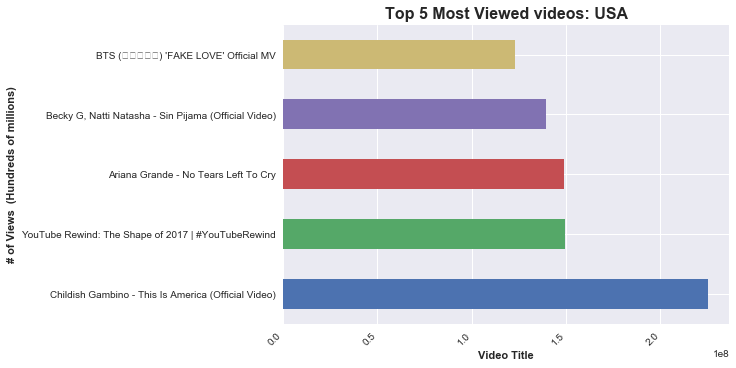 Top 5 Most Viewed videos: USA
# of Views  (Hundreds of millions)
BTS (□□□□□) 'FAKE LOVE' Official MV
Becky G, Natti Natasha - Sin Pijama (Official Video)
Ariana Grande - No Tears Left To Cry
YouTube Rewind: The Shape of 2017 | #YouTubeRewind
Childish Gambino - This Is America (Official Video)
0.0 0.5 1.0 1.5 2.0
1e8
Video Title